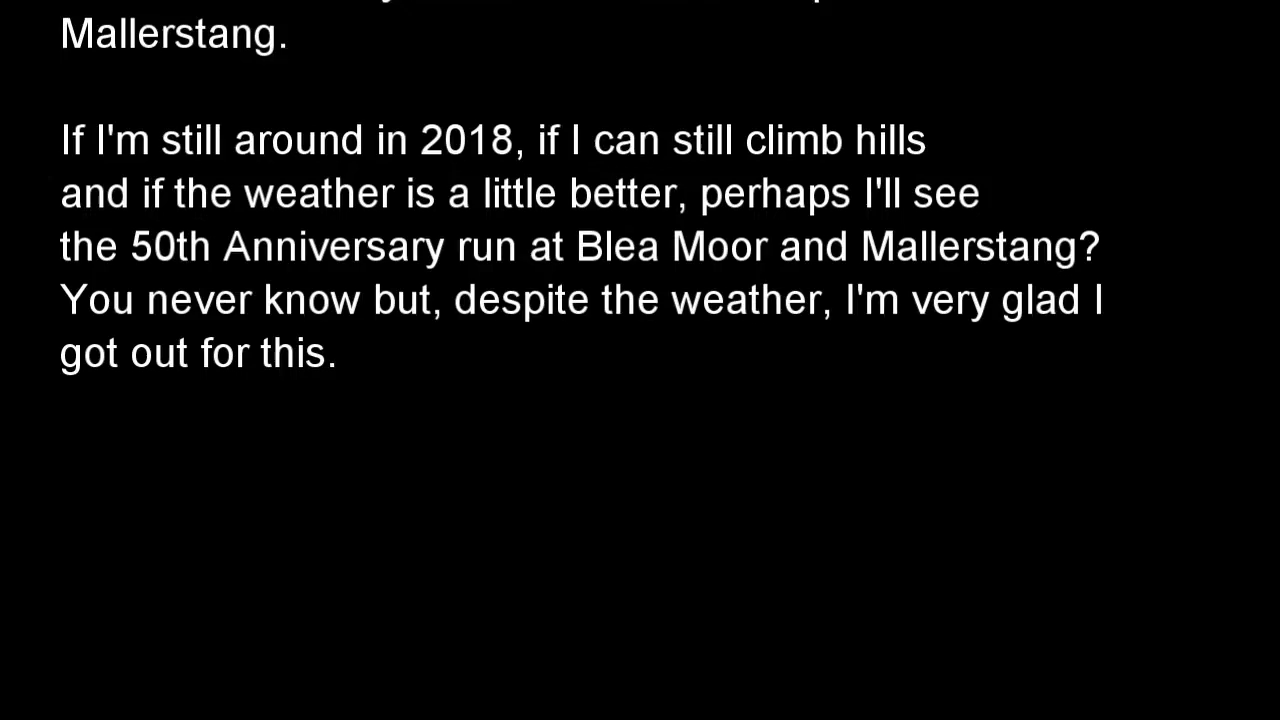 Mallerstang.
If I'm still around in 2018, if I can still climb hills
and if the weather is a little better, perhaps I'll see
the 50th Anniversary run at Blea Moor and Mallerstang?
You never know but, despite the weather, I'm very glad I
got out for this.